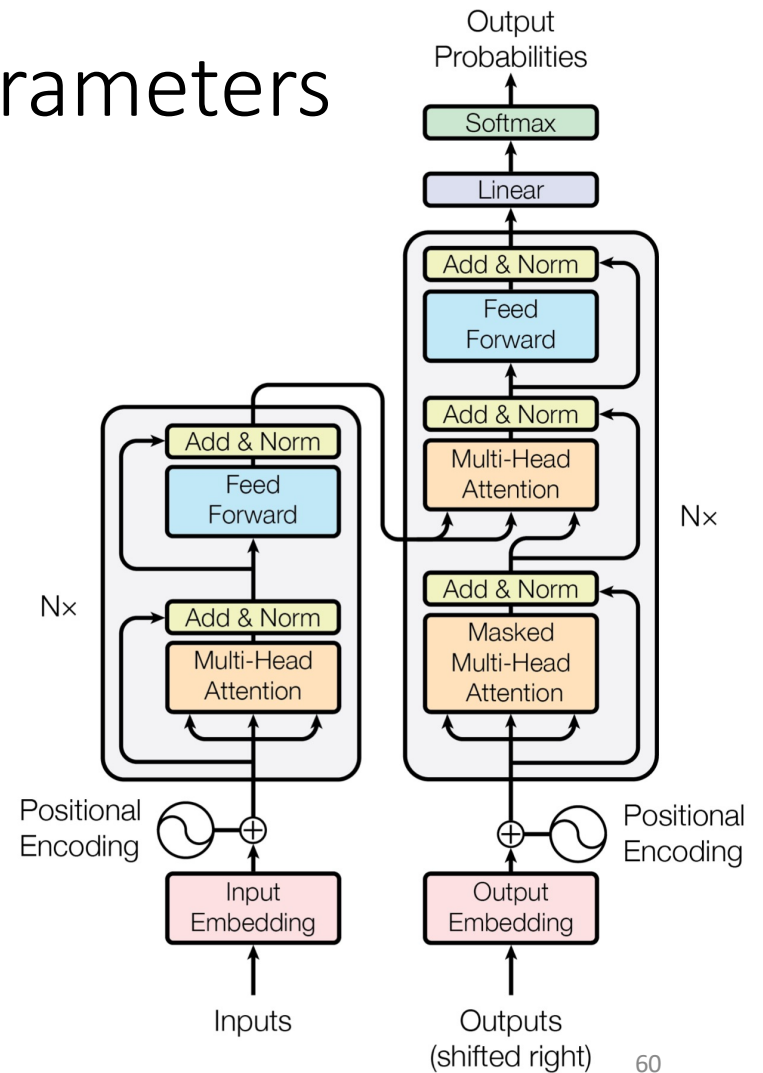 rameters
Output
Probabilities
Softmax
Linear
Add & Norm
Feed
Forward
Add & Norm
Multi-Head
Attention
Nx
Add & Norm
Masked
Multi-Head
Attention
Add & Norm
Feed
Forward
Nx
Add & Norm
Multi-Head
Attention
Positional
Encoding
Positional
Encoding
Input
Embedding
Output
Embedding
Inputs
Outputs
(shifted right)
60